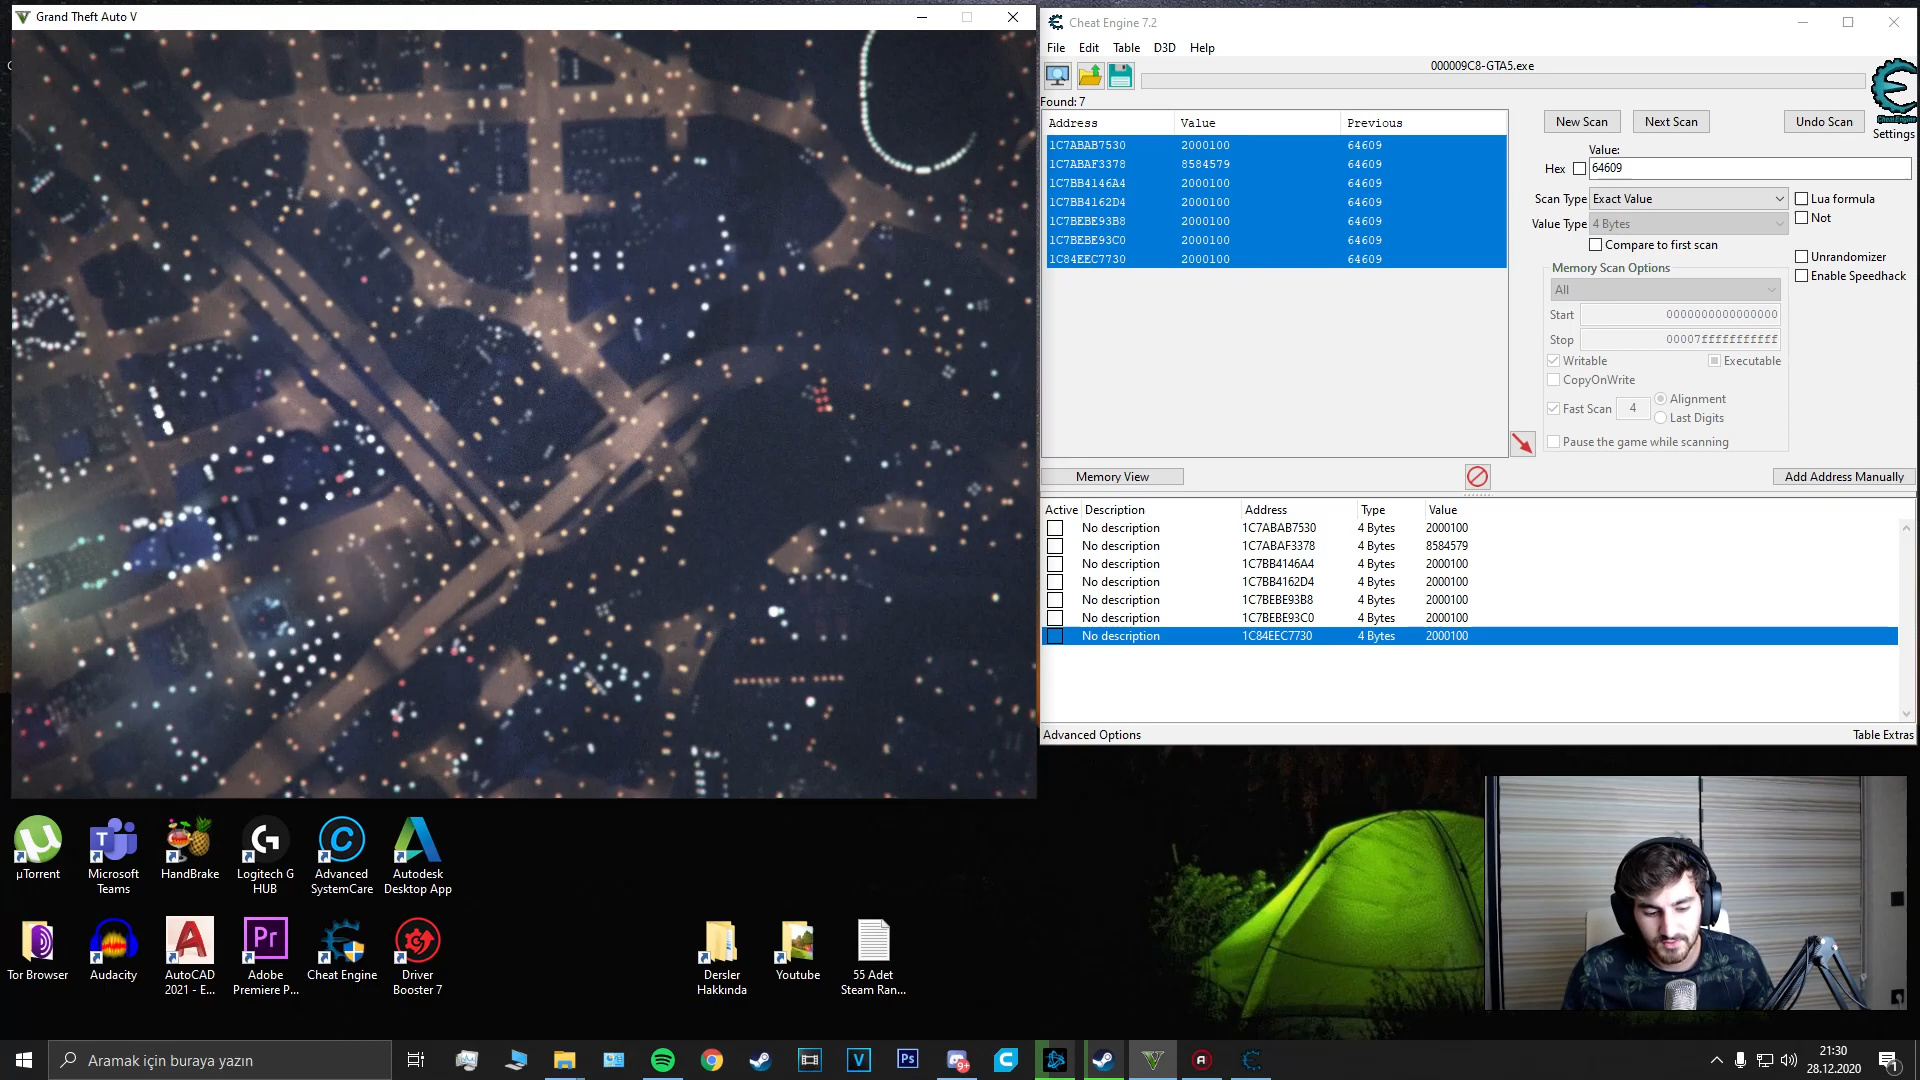 Grand Theft Auto V
Cheat Engine 7.2
File Edit Table D3D Help
000009C8-GTA5.exe
Found: 7
Address Value Previous
1C7ABAB7530 2000100 64609
1C7ABAF3378 8584579 64609
1C7BB4146A4 2000100 64609
1C7BB4162D4 2000100 64609
1C7BEBE93B8 2000100 64609
1C7BEBE93C0 2000100 64609
1C84EEC7730 2000100 64609
New Scan Next Scan Undo Scan
Cheat Engine
Settings
Value:
Hex 64609
Scan Type Exact Value
Lua formula
Not
Value Type 4 Bytes
Compare to first scan
Memory Scan Options
All
Unrandomizer
Enable Speedhack
Start 0000000000000000
Stop 00007fffffffffff
Writable Executable
CopyOnWrite
Fast Scan 4 Alignment
Last Digits
Pause the game while scanning
Memory View
Add Address Manually
Active Description Address Type Value
No description 1C7ABAB7530 4 Bytes 2000100
No description 1C7ABAF3378 4 Bytes 8584579
No description 1C7BB4146A4 4 Bytes 2000100
No description 1C7BB4162D4 4 Bytes 2000100
No description 1C7BEBE93B8 4 Bytes 2000100
No description 1C7BEBE93C0 4 Bytes 2000100
No description 1C84EEC7730 4 Bytes 2000100
Advanced Options Table Extras
µTorrent
Microsoft Teams
HandBrake
Logitech G HUB
Advanced SystemCare
Autodesk Desktop App
Tor Browser
Audacity
AutoCAD 2021 - E...
Adobe Premiere P...
Cheat Engine
Driver Booster 7
Dersler Hakkında
Youtube
55 Adet Steam Ran...
Aramak için buraya yazın
9+
21:30
28.12.2020
1